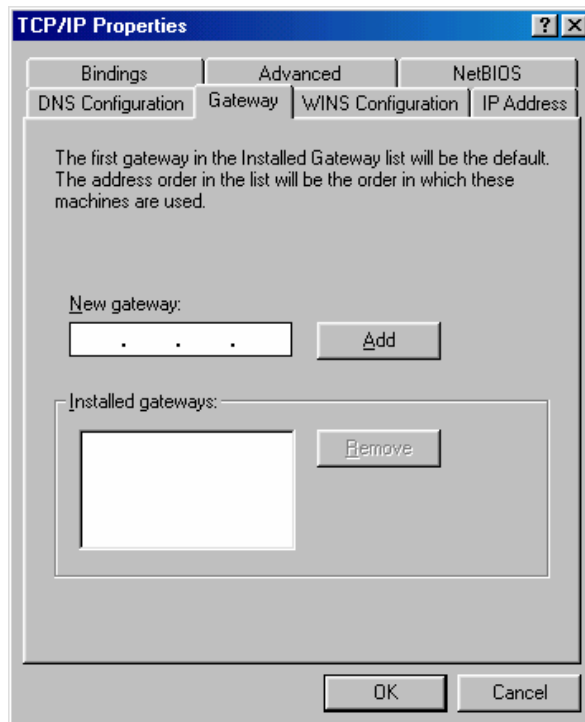 TCP/IP Properties
Bindings Advanced NetBIOS
DNS Configuration Gateway WINS Configuration IP Address
The first gateway in the Installed Gateway list will be the default.
The address order in the list will be the order in which these
machines are used.
New gateway:
. . .
Add
Installed gateways:
Remove
OK Cancel